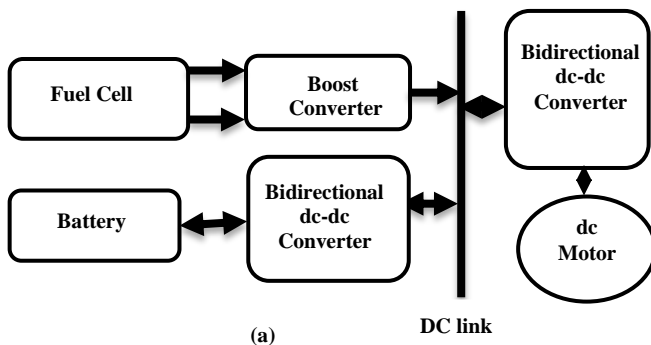 Fuel Cell
Boost
Converter
Bidirectional
dc-dc
Converter
Battery
Bidirectional
dc-dc
Converter
dc
Motor
(a)
DC link